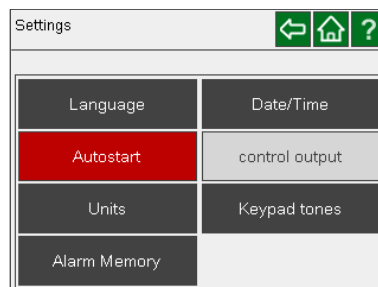 Settings
?
Language
Date/Time
Autostart
control output
Units
Keypad tones
Alarm Memory